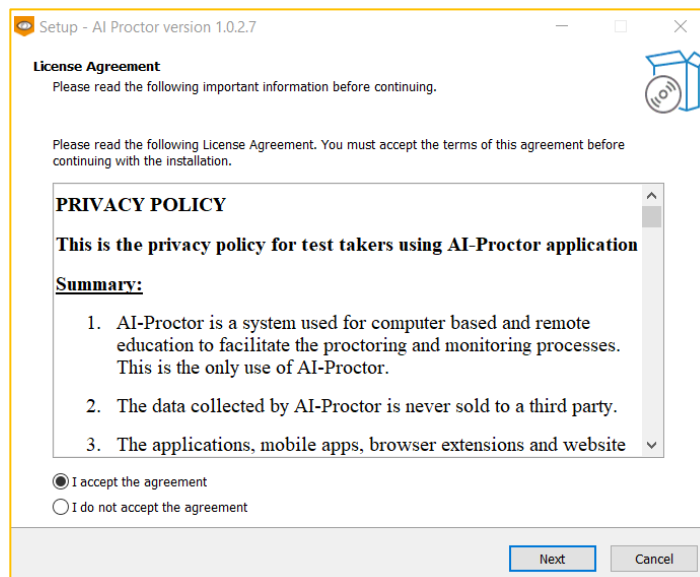 Setup - AI Proctor version 1.0.2.7
License Agreement
Please read the following important information before continuing.
Please read the following License Agreement. You must accept the terms of this agreement before
continuing with the installation.
PRIVACY POLICY
This is the privacy policy for test takers using AI-Proctor application
Summary:
1. AI-Proctor is a system used for computer based and remote
education to facilitate the proctoring and monitoring processes.
This is the only use of AI-Proctor.
2. The data collected by AI-Proctor is never sold to a third party.
3. The applications, mobile apps, browser extensions and website
I accept the agreement
I do not accept the agreement
Next
Cancel